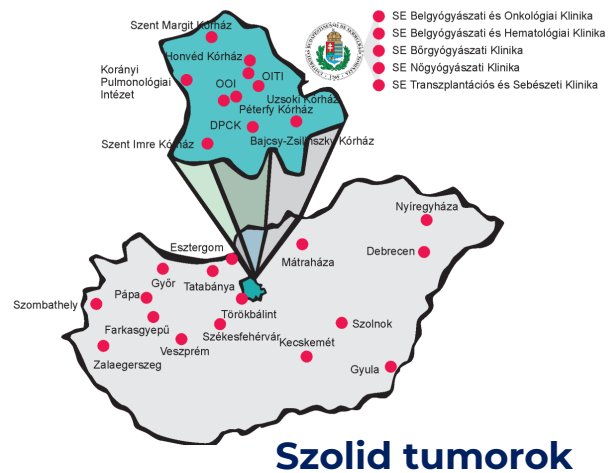 Szent Margit Kórház
Honvéd Kórház
Korányi
Pulmonológiai
Intézet
OOI
OITI
Uzsoki Kórház
Péterfy Kórház
DPCK
Bajcsy-Zsilinszky Kórház
Szent Imre Kórház
SE Belgyógyászati és Onkológiai Klinika
SE Belgyógyászati és Hematológiai Klinika
SE Bőrgyógyászati Klinika
SE Nőgyógyászati Klinika
SE Transzplantációs és Sebészeti Klinika
Nyíregyháza
Debrecen
Mátraháza
Esztergom
Győr
Tatabánya
Pápa
Szombathely
Törökbálint
Farkasgyepű
Székesfehérvár
Szolnok
Veszprém
Kecskemét
Zalaegerszeg
Gyula
Szolid tumorok